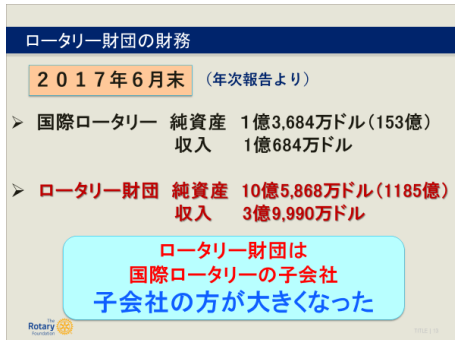 ロータリー財団の財務
２０１７年６月末 （年次報告より）
➢ 国際ロータリー 純資産 1億3,684万ドル（153億）
収入 1億684万ドル
➢ ロータリー財団 純資産 10億5,868万ドル（1185億）
収入 3億9,990万ドル
ロータリー財団は
国際ロータリーの子会社
子会社の方が大きくなった
The
Rotary
Foundation